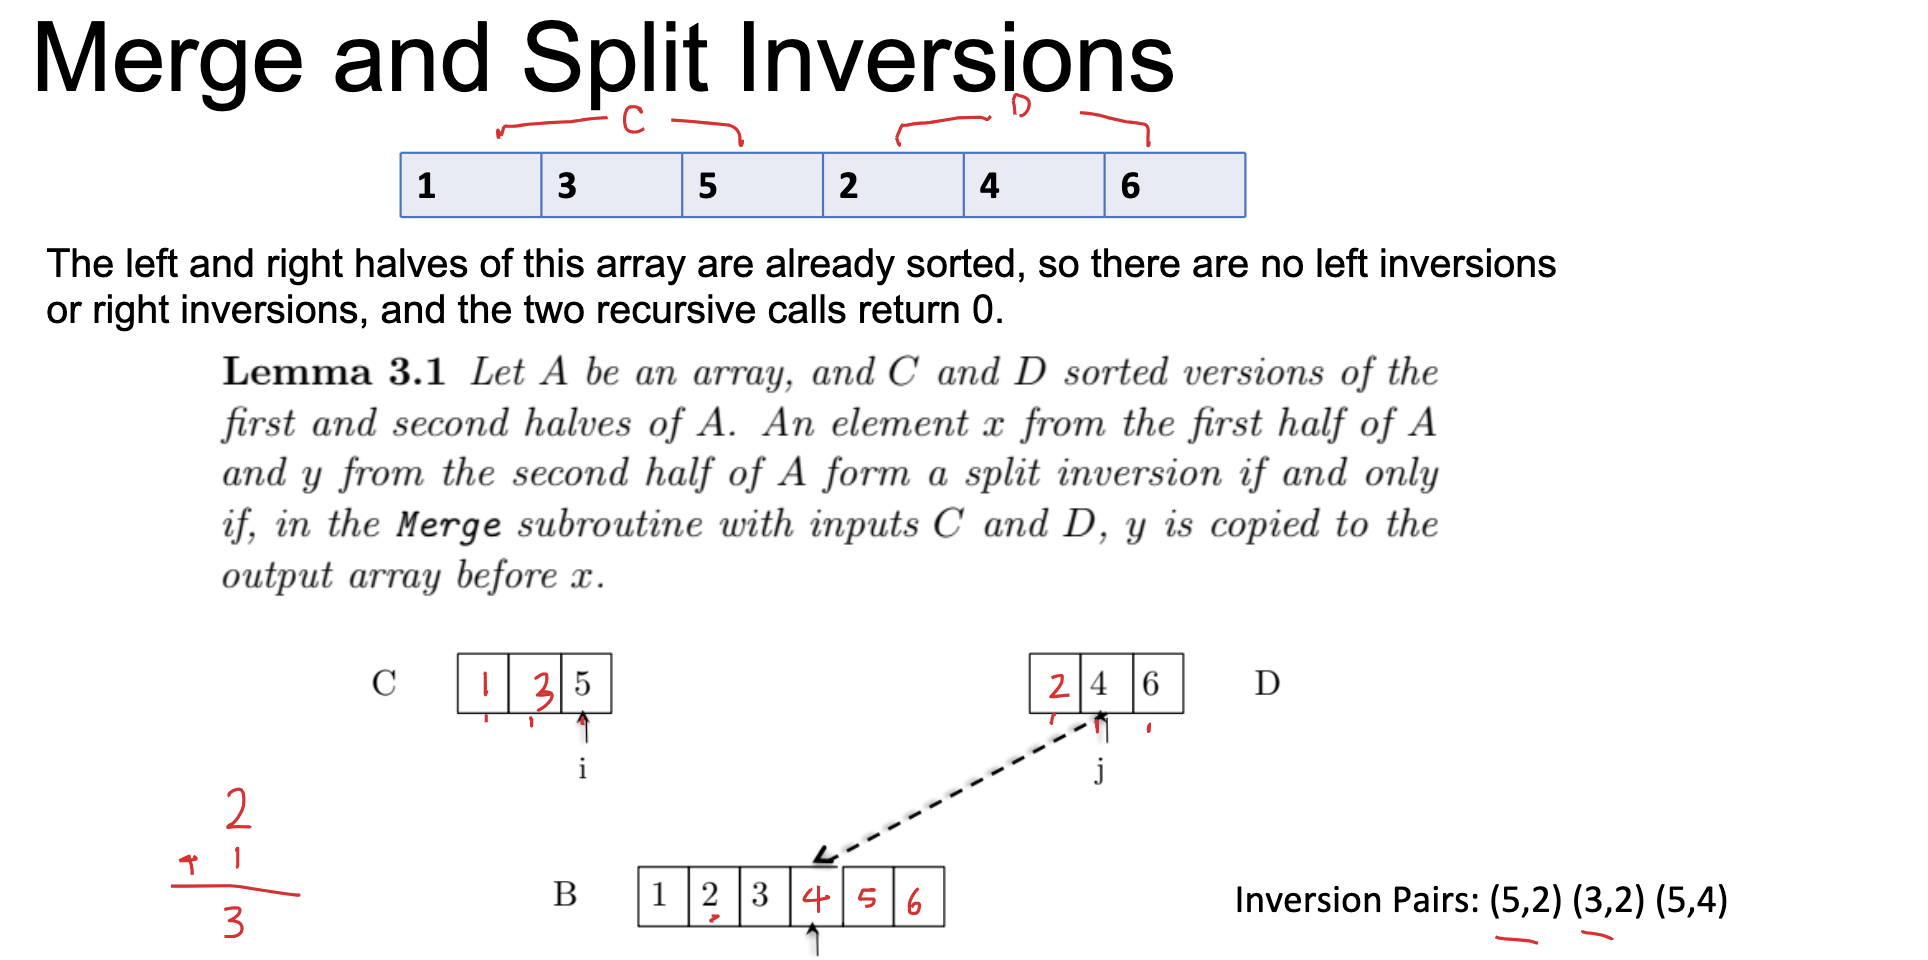 Merge and Split Inversions
C D
1 3 5 2 4 6
The left and right halves of this array are already sorted, so there are no left inversions
or right inversions, and the two recursive calls return 0.
Lemma 3.1 Let A be an array, and C and D sorted versions of the
first and second halves of A. An element x from the first half of A
and y from the second half of A form a split inversion if and only
if, in the Merge subroutine with inputs C and D, y is copied to the
output array before x.
C 1 3 5 2 4 6 D
i j
2
+ 1
3
B 1 2 3 4 5 6
Inversion Pairs: (5,2) (3,2) (5,4)